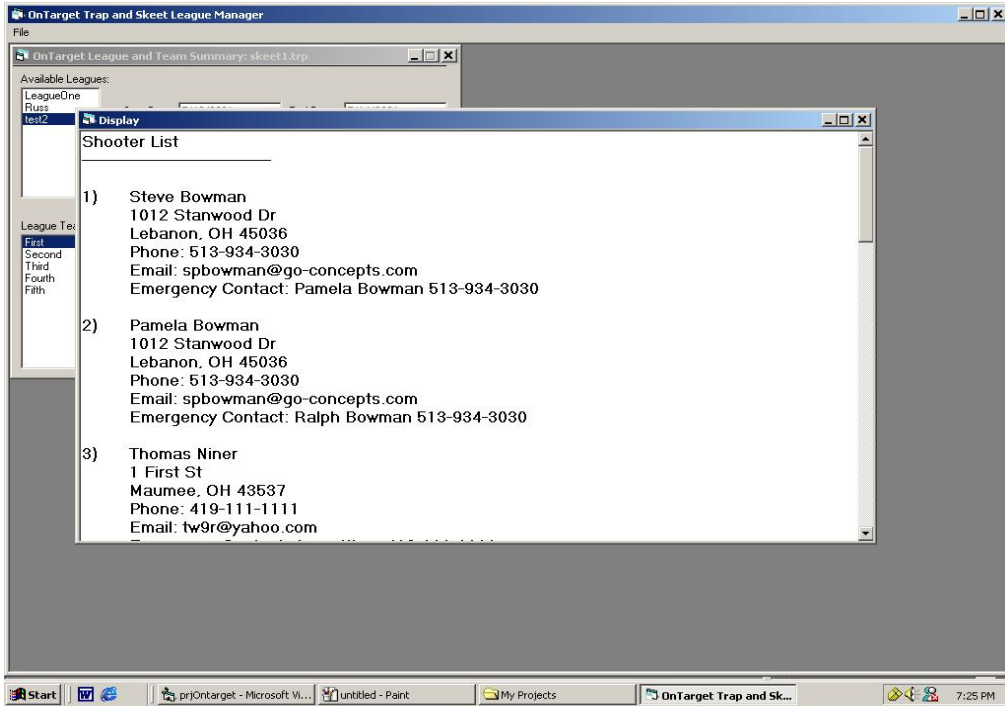 OnTarget Trap and Skeet League Manager
File
OnTarget League and Team Summary: skeet1.trp
Available Leagues:
LeagueOne
Russ
test2
Display
Shooter List
1) Steve Bowman
1012 Stanwood Dr
Lebanon, OH 45036
Phone: 513-934-3030
Email: spbowman@go-concepts.com
Emergency Contact: Pamela Bowman 513-934-3030
2) Pamela Bowman
1012 Stanwood Dr
Lebanon, OH 45036
Phone: 513-934-3030
Email: spbowman@go-concepts.com
Emergency Contact: Ralph Bowman 513-934-3030
3) Thomas Niner
1 First St
Maumee, OH 43537
Phone: 419-111-1111
Email: tw9r@yahoo.com
League Tea
First
Second
Third
Fourth
Fifth
Start
prjOntarget - Microsoft Vi...
untitled - Paint
My Projects
OnTarget Trap and Sk...
7:25 PM